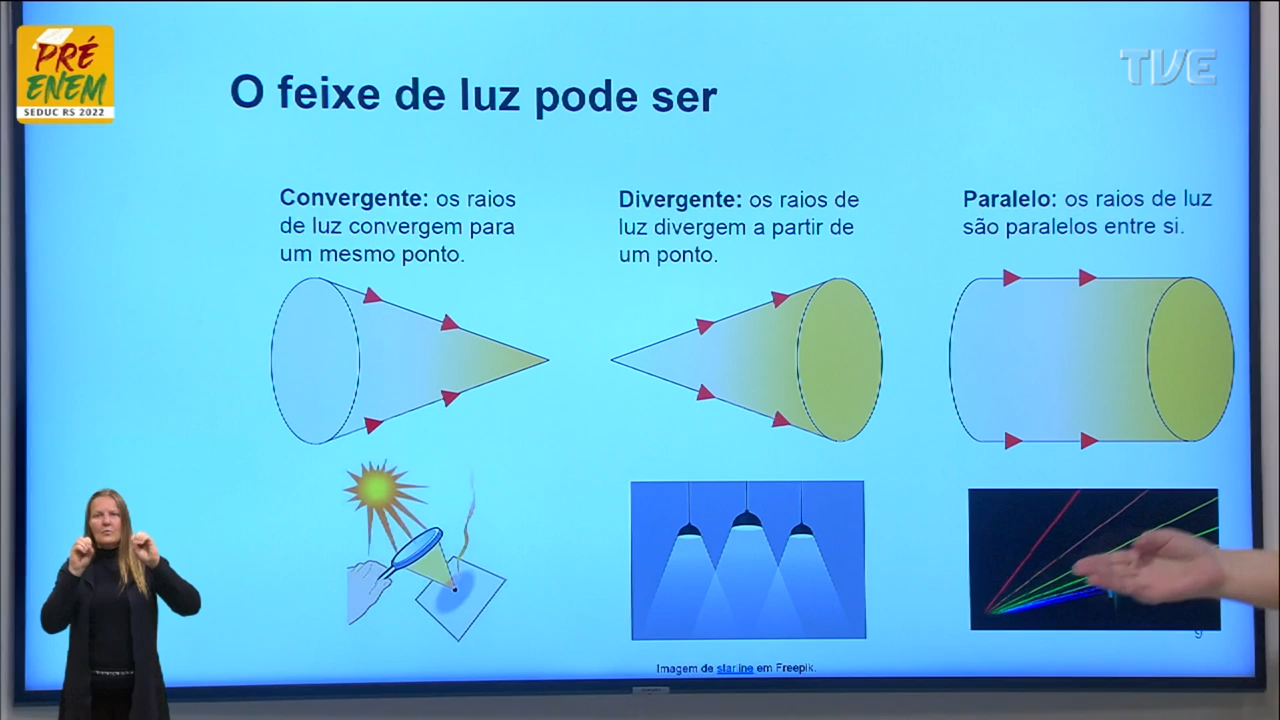 PRÉ
ENEM
SEDUC RS 2022
TVE
O feixe de luz pode ser
Convergente: os raios
de luz convergem para
um mesmo ponto.
Divergente: os raios de
luz divergem a partir de
um ponto.
Paralelo: os raios de luz
são paralelos entre si.
Imagem de starline em Freepik.
9